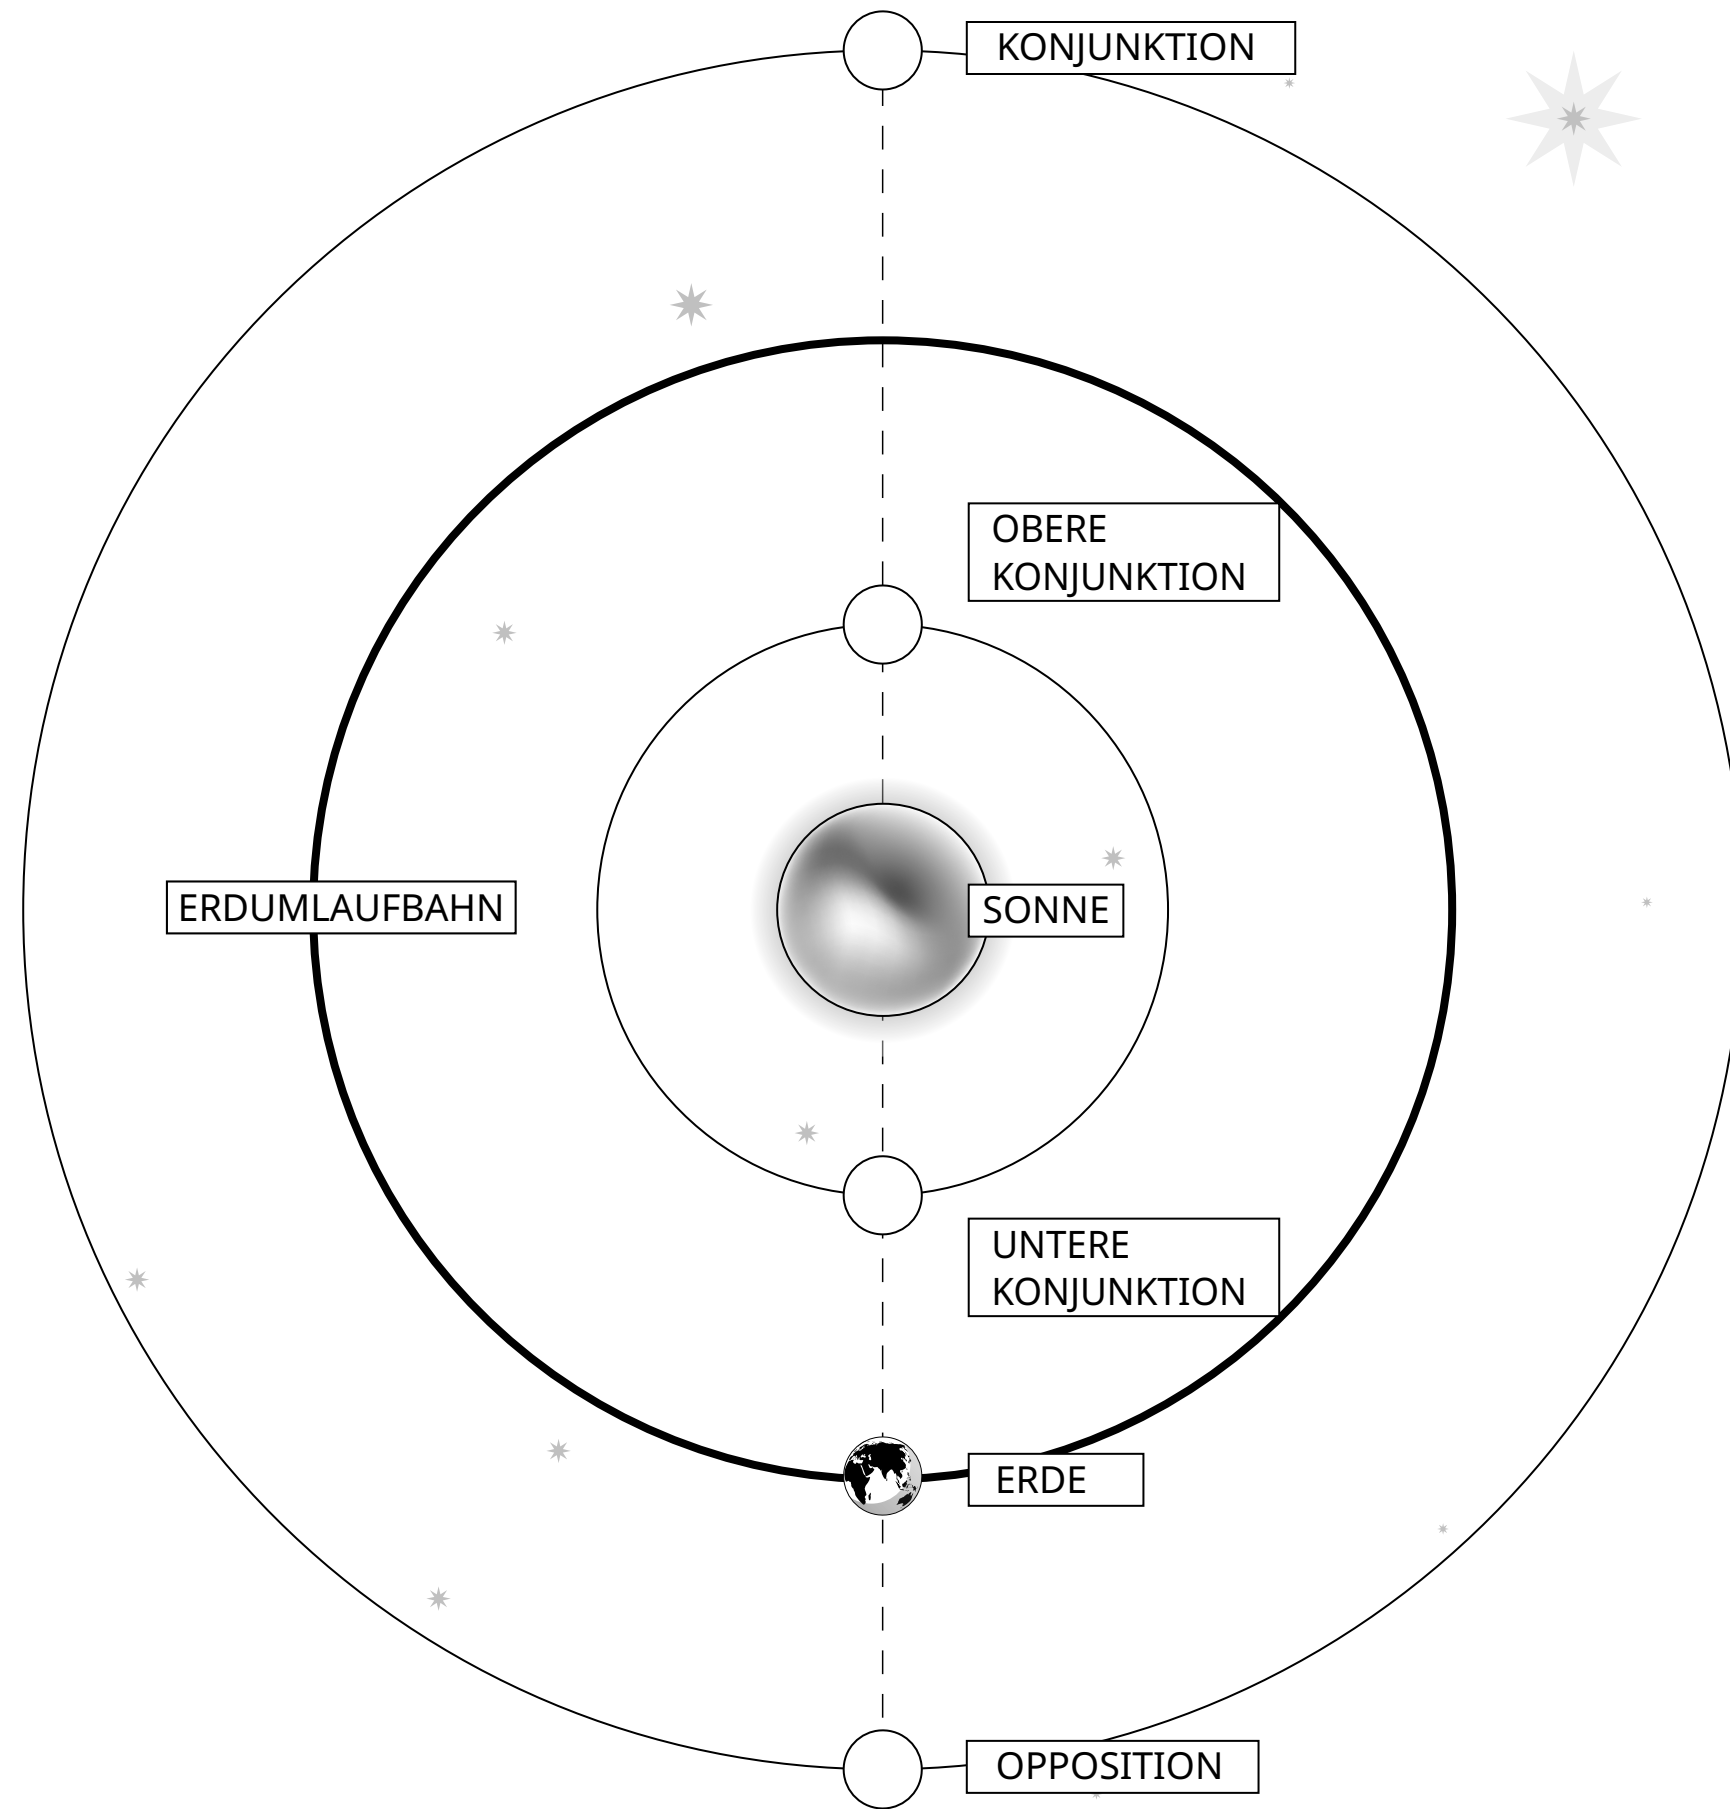 KONJUNKTION
OBERE
KONJUNKTION
ERDUMLAUFBAHN
SONNE
UNTERE
KONJUNKTION
ERDE
OPPOSITION